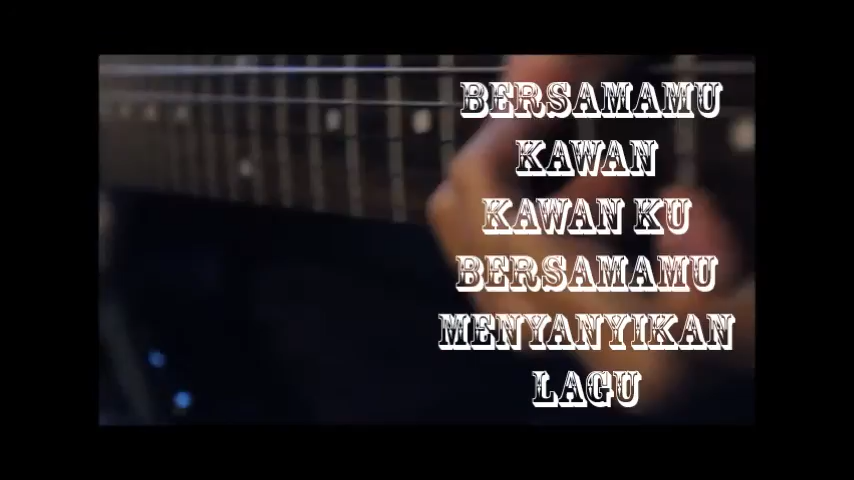 BERSAMAMU
KAWAN
KAWAN KU
BERSAMAMU
MENYANYIKAN
LAGU